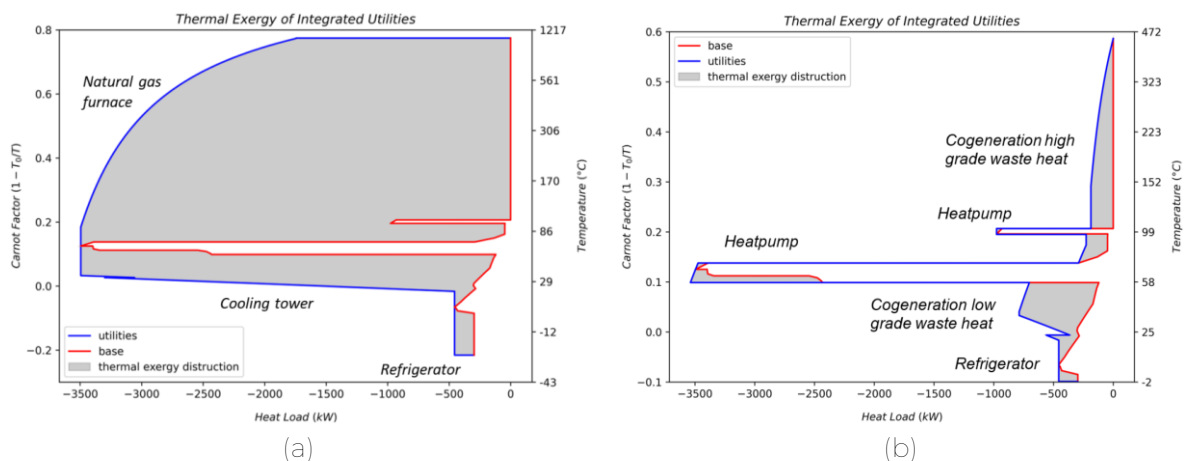 Thermal Exergy of Integrated Utilities
0.8
0.6
0.4
0.2
0.0
−0.2
Carnot Factor (1 − T₀/T)
1217
561
306
170
86
29
-12
-43
Temperature (°C)
Natural gas
furnace
Cooling tower
Refrigerator
utilities
base
thermal exergy distruction
−3500
−3000
−2500
−2000
−1500
−1000
−500
0
Heat Load (kW)
(a)
Thermal Exergy of Integrated Utilities
0.6
0.5
0.4
0.3
0.2
0.1
0.0
−0.1
Carnot Factor (1 − T₀/T)
472
323
223
152
99
58
25
-2
Temperature (°C)
base
utilities
thermal exergy distruction
Cogeneration high
grade waste heat
Heatpump
Heatpump
Cogeneration low
grade waste heat
Refrigerator
−3500
−3000
−2500
−2000
−1500
−1000
−500
0
Heat Load (kW)
(b)